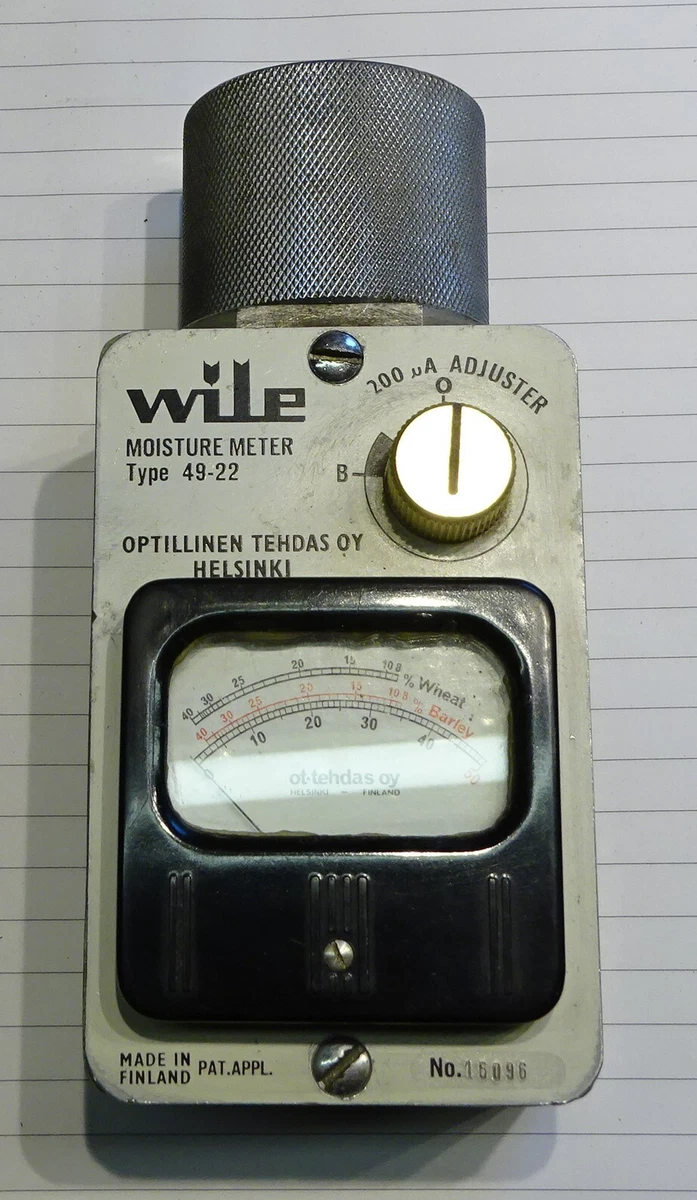 200 µA ADJUSTER
O
wile
MOISTURE METER
Type 49-22
B
OPTILLINEN TEHDAS OY
HELSINKI
40 30 25 20 15 10 8 % Wheat
40 30 25 20 15 10 8 % Barley
0 10 20 30 40 50
ot-tehdas oy
HELSINKI – FINLAND
MADE IN
FINLAND
PAT.APPL.
No. 16096